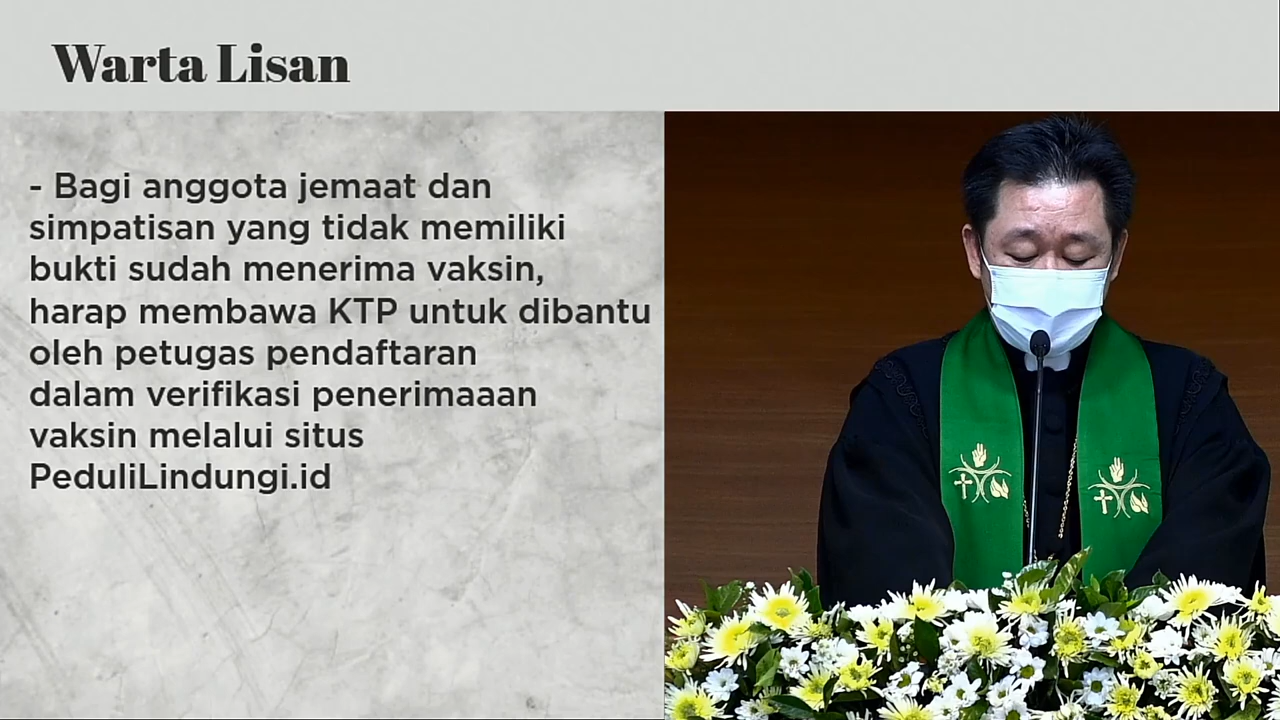 Warta Lisan
- Bagi anggota jemaat dan
simpatisan yang tidak memiliki
bukti sudah menerima vaksin,
harap membawa KTP untuk dibantu
oleh petugas pendaftaran
dalam verifikasi penerimaaan
vaksin melalui situs
PeduliLindungi.id